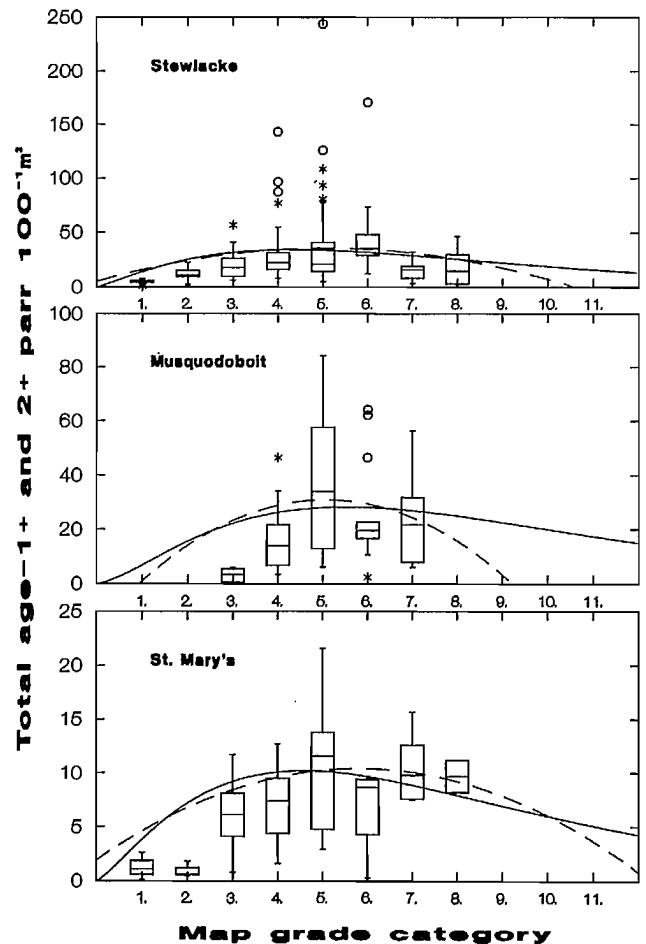 Total age-1+ and 2+ parr 100⁻¹m²
250
200
150
100
50
0
Stewiacke
1. 2. 3. 4. 5. 6. 7. 8. 9. 10. 11.
100
80
60
40
20
0
Musquodoboit
1. 2. 3. 4. 5. 6. 7. 8. 9. 10. 11.
25
20
15
10
5
0
St. Mary's
1. 2. 3. 4. 5. 6. 7. 8. 9. 10. 11.
Map grade category